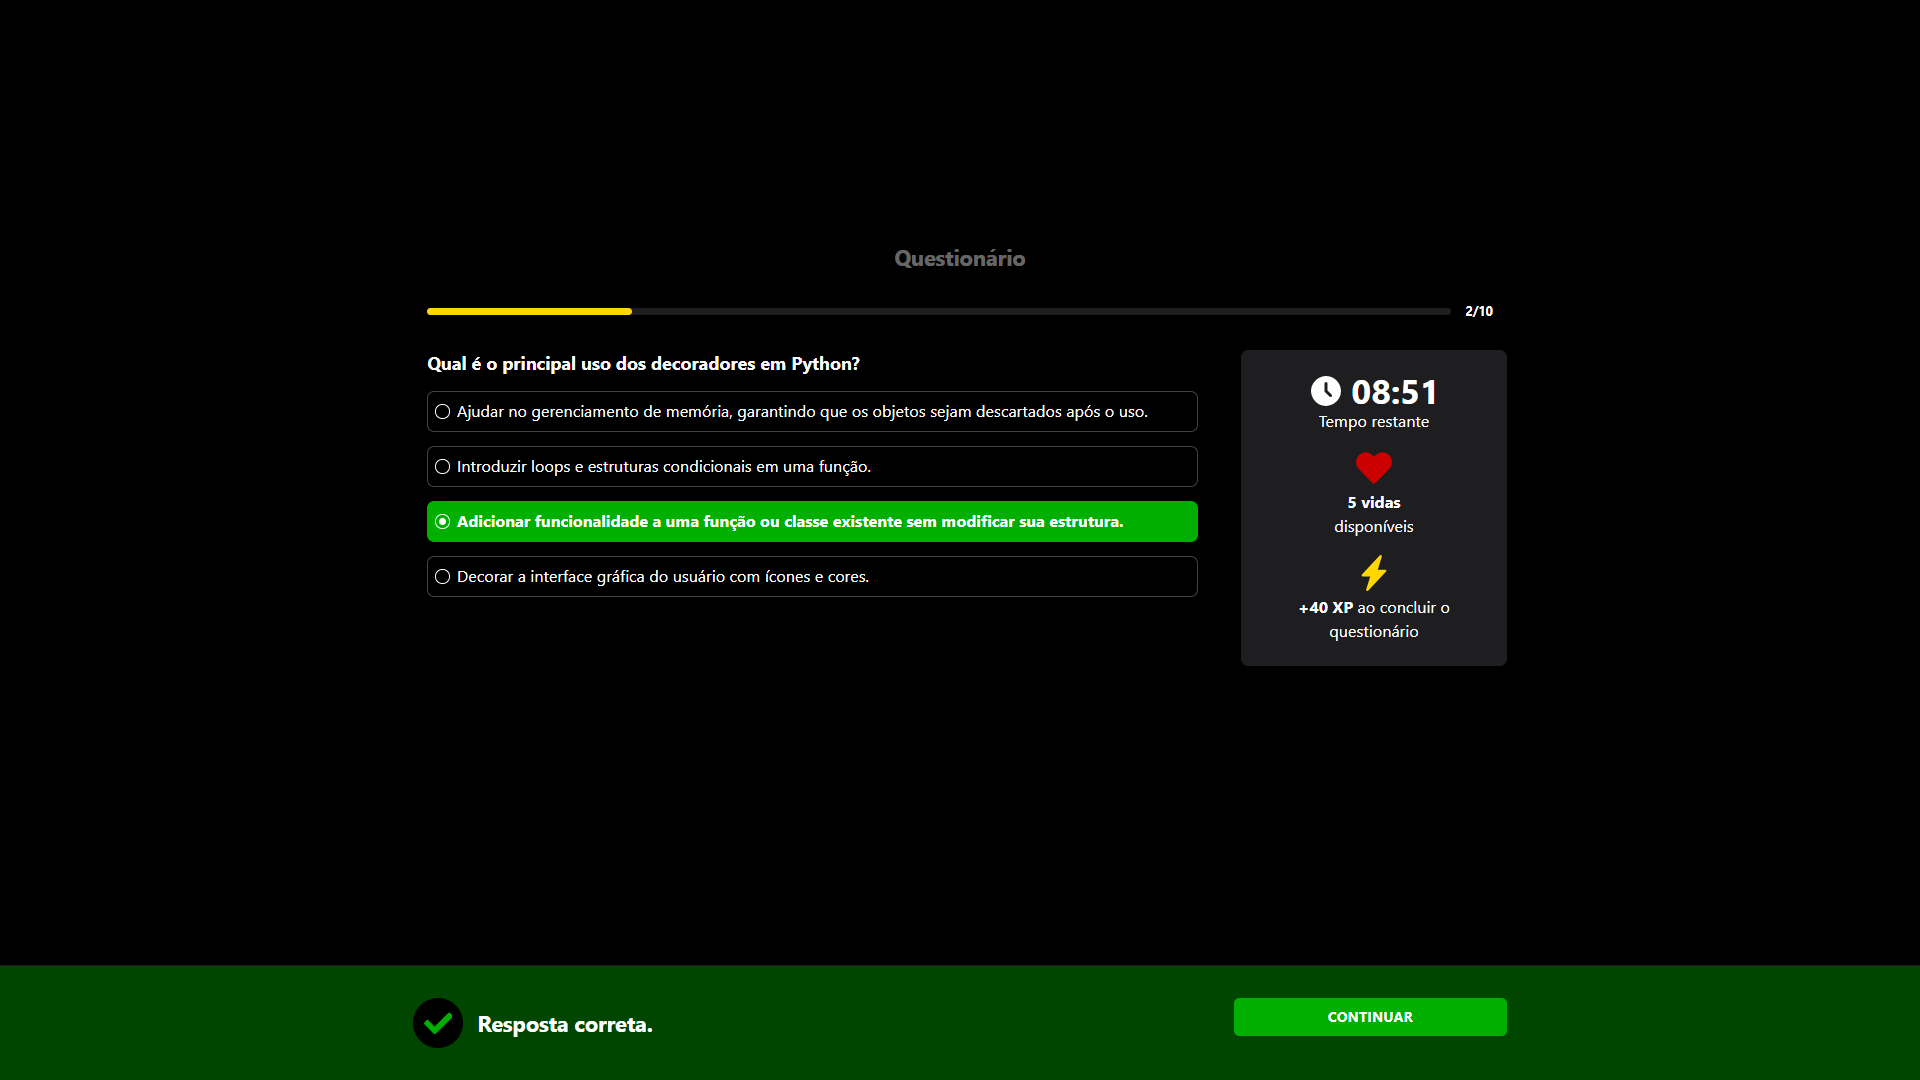 Questionário
2/10
Qual é o principal uso dos decoradores em Python?
Ajudar no gerenciamento de memória, garantindo que os objetos sejam descartados após o uso.
Introduzir loops e estruturas condicionais em uma função.
Adicionar funcionalidade a uma função ou classe existente sem modificar sua estrutura.
Decorar a interface gráfica do usuário com ícones e cores.
08:51
Tempo restante
5 vidas
disponíveis
+40 XP ao concluir o
questionário
Resposta correta.
CONTINUAR